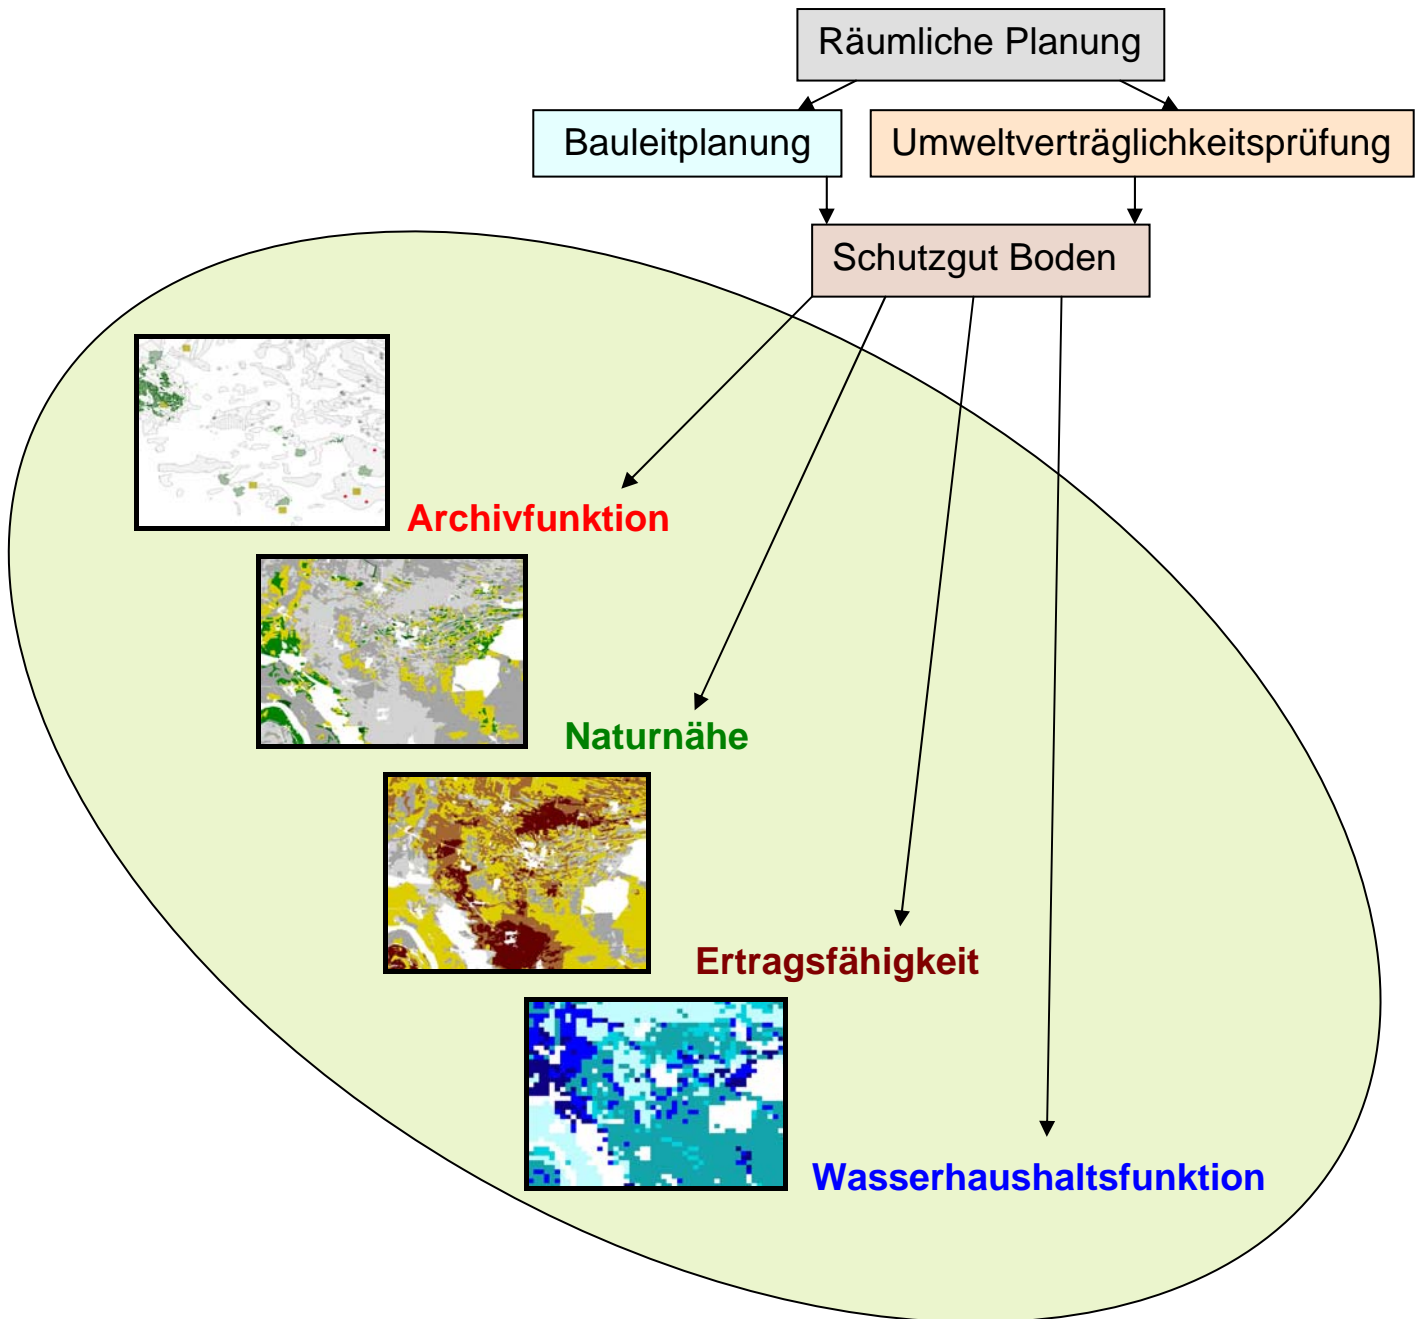 Räumliche Planung
Bauleitplanung
Umweltverträglichkeitsprüfung
Schutzgut Boden
Archivfunktion
Naturnähe
Ertragsfähigkeit
Wasserhaushaltsfunktion